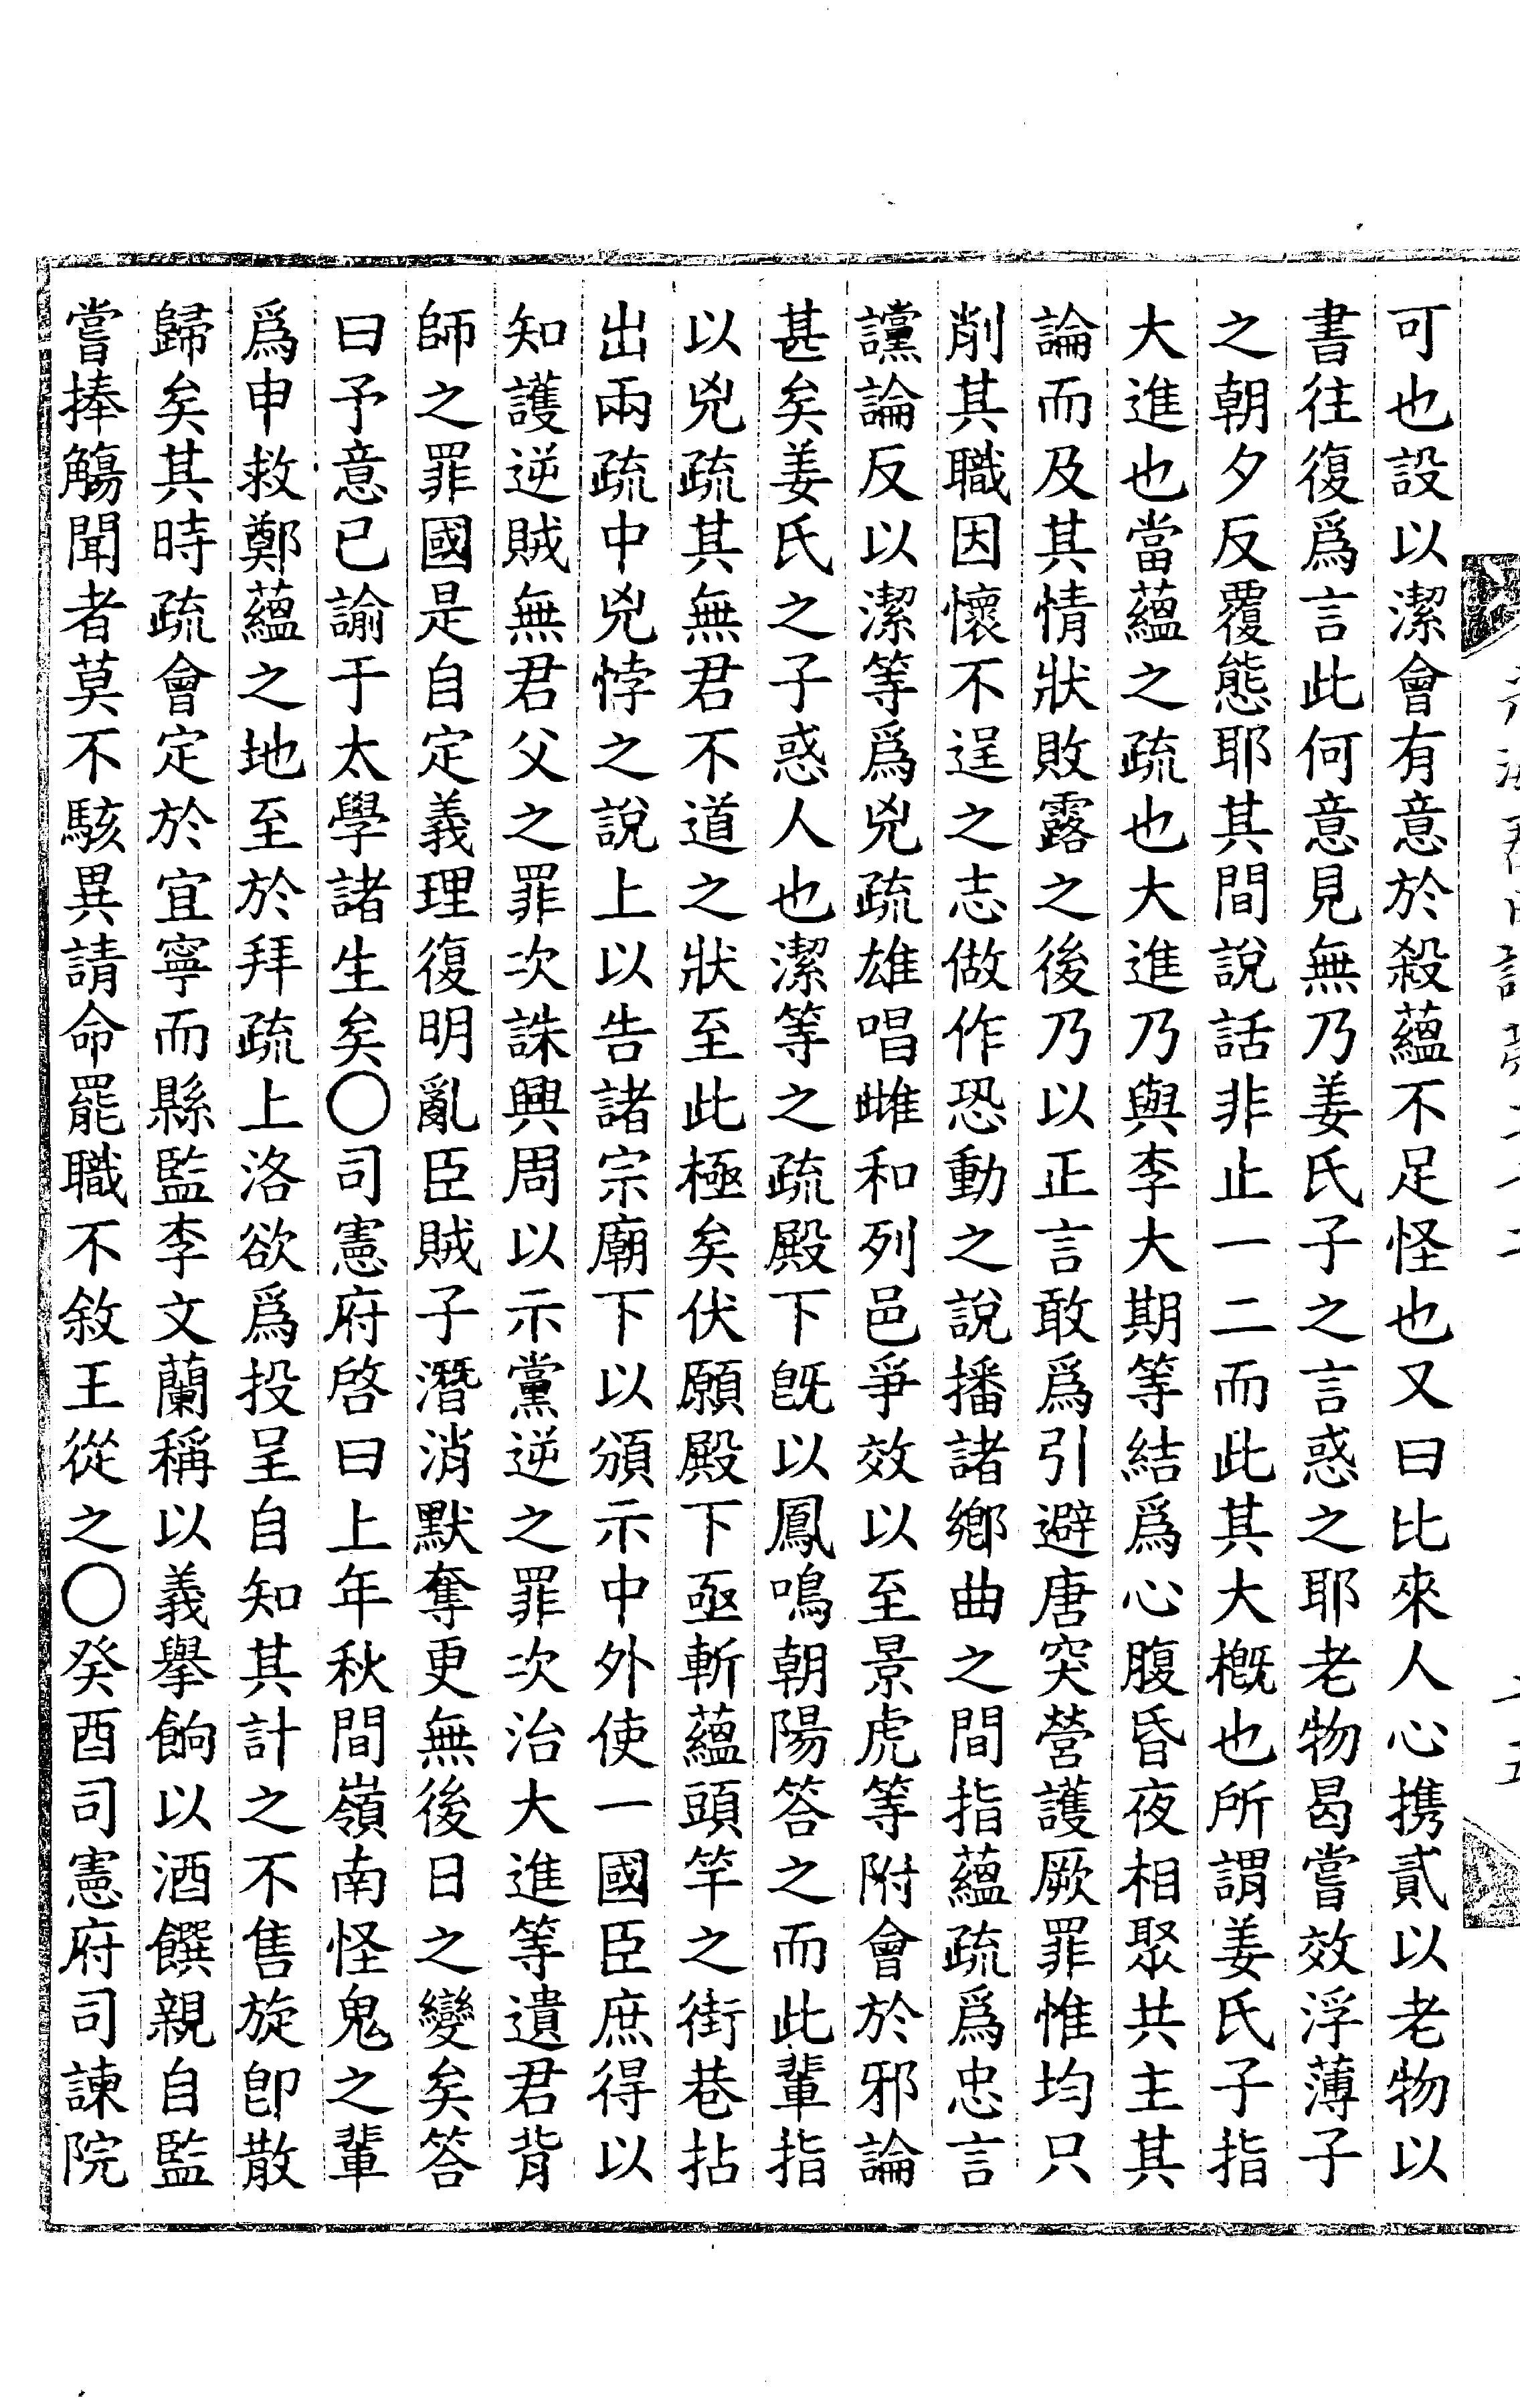 可也設以潔會有意於殺蘊不足怪也又曰比來人心携貳以老物以
書往復爲言此何意見無乃姜氏子之言惑之耶老物曷嘗效浮薄子
之朝夕反覆態耶其間說話非止一二而此其大槪也所謂姜氏子指
大進也當蘊之疏也大進乃與李大期等結爲心腹昏夜相聚共主其
論而及其情狀敗露之後乃以正言敢爲引避唐突營護厥罪惟均只
削其職因懷不逞之志做作恐動之說播諸鄕曲之間指蘊疏爲忠言
讜論反以潔等爲兇疏雄唱雌和列邑爭效以至景虎等附會於邪論
甚矣姜氏之子惑人也潔等之疏殿下旣以鳳鳴朝陽答之而此輩指
以兇疏其無君不道之狀至此極矣伏願殿下亟斬蘊頭竿之街巷拈
出兩疏中兇悖之說上以告諸宗廟下以頒示中外使一國臣庶得以
知護逆賊無君父之罪次誅興周以示黨逆之罪次治大進等遺君背
師之罪國是自定義理復明亂臣賊子潛消默奪更無後日之變矣答
曰予意已諭于太學諸生矣○司憲府啓曰上年秋間嶺南怪鬼之輩
爲申救鄭蘊之地至於拜疏上洛欲爲投呈自知其計之不售旋卽散
歸矣其時疏會定於宜寧而縣監李文蘭稱以義擧餉以酒饌親自監
嘗捧觴聞者莫不駭異請命罷職不敘王從之○癸酉司憲府司諫院